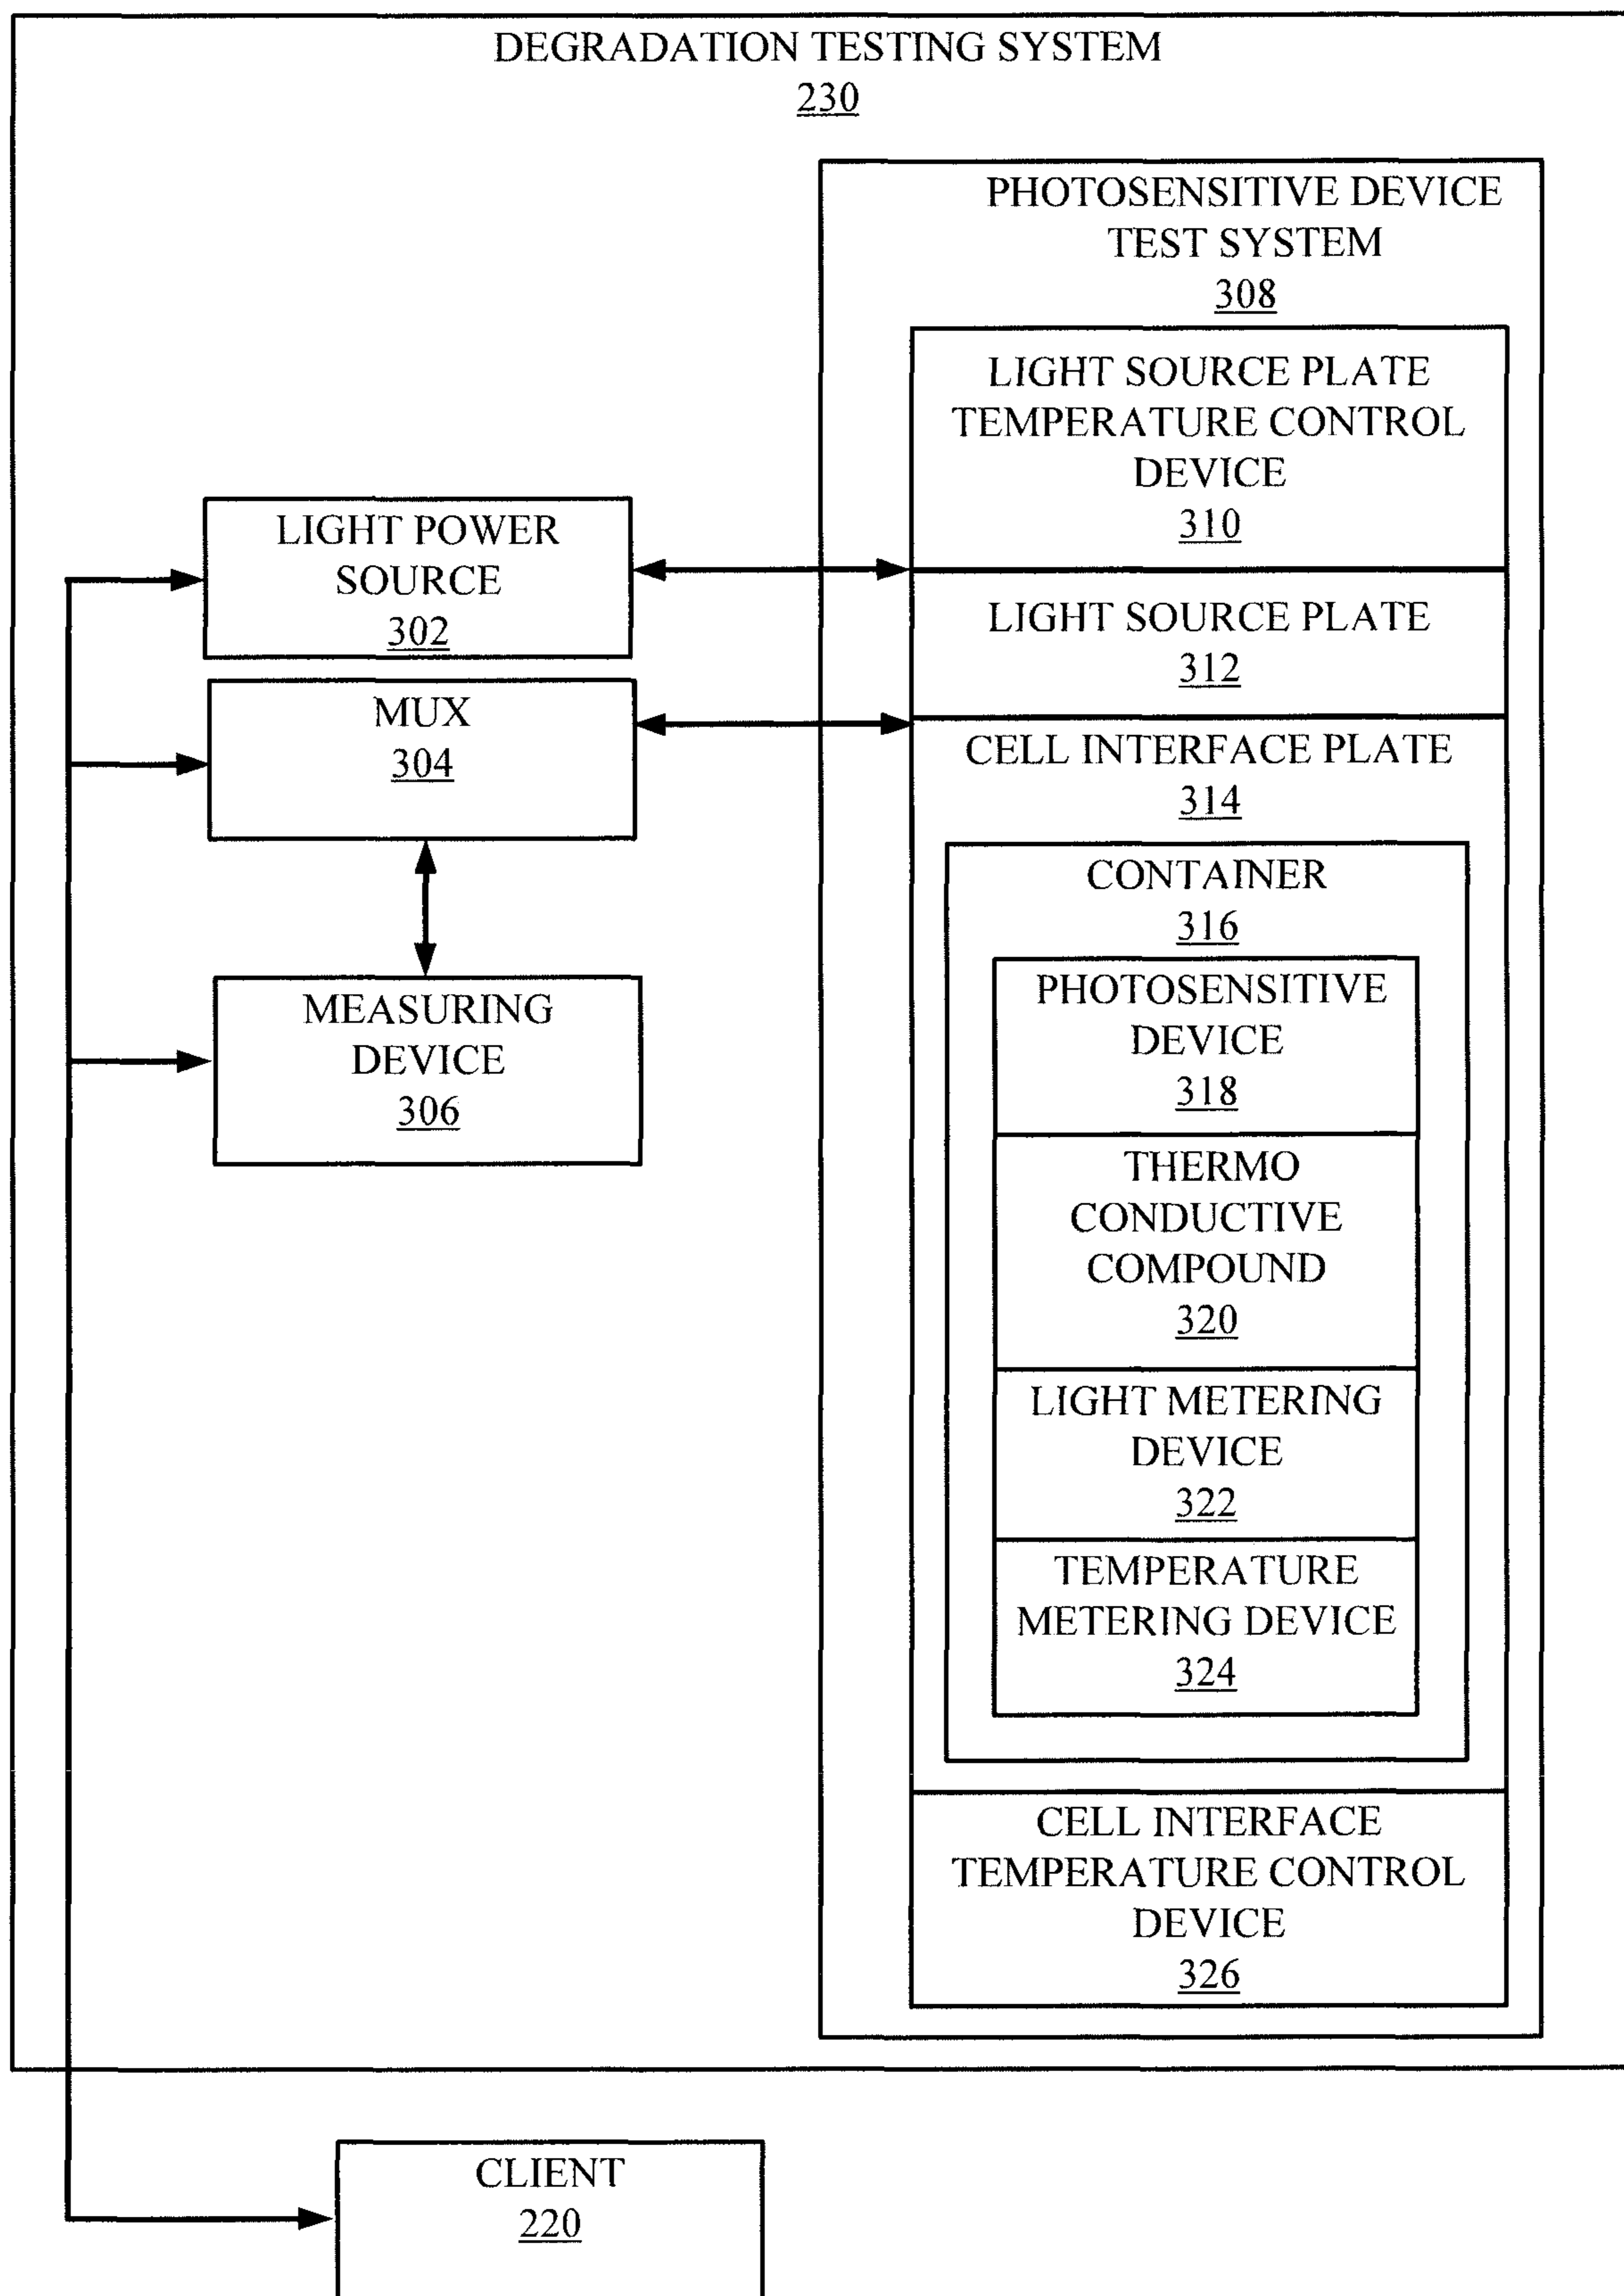 DEGRADATION TESTING SYSTEM
230
PHOTOSENSITIVE DEVICE
TEST SYSTEM
308
LIGHT SOURCE PLATE
TEMPERATURE CONTROL
DEVICE
310
LIGHT POWER
SOURCE
302
LIGHT SOURCE PLATE
312
MUX
304
CELL INTERFACE PLATE
314
CONTAINER
316
PHOTOSENSITIVE
DEVICE
318
MEASURING
DEVICE
306
THERMO
CONDUCTIVE
COMPOUND
320
LIGHT METERING
DEVICE
322
TEMPERATURE
METERING DEVICE
324
CELL INTERFACE
TEMPERATURE CONTROL
DEVICE
326
CLIENT
220